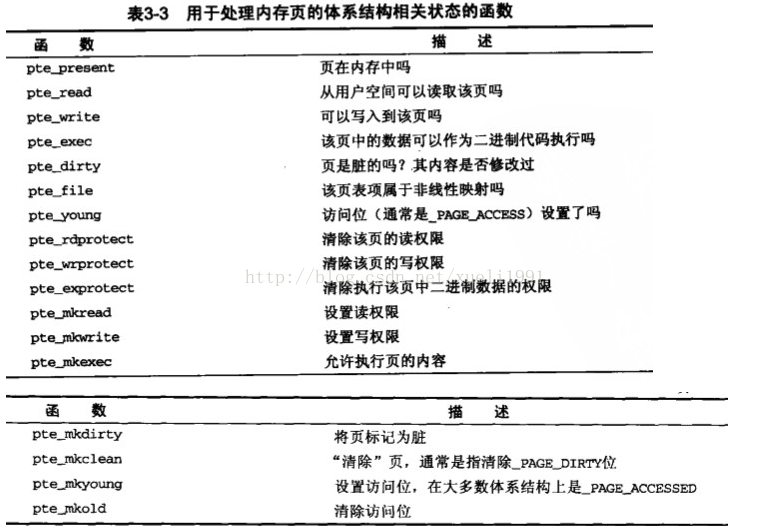 表3-3 用于处理内存页的体系结构相关状态的函数
函 数 描 述
pte_present 页在内存中吗
pte_read 从用户空间可以读取该页吗
pte_write 可以写入到该页吗
pte_exec 该页中的数据可以作为二进制代码执行吗
pte_dirty 页是脏的吗？其内容是否修改过
pte_file 该页表项属于非线性映射吗
pte_young 访问位（通常是_PAGE_ACCESS）设置了吗
pte_rdprotect 清除该页的读权限
pte_wrprotect 清除该页的写权限
http://blog.csdn.net/xuoli1991
pte_exprotect 清除执行该页中二进制数据的权限
pte_mkread 设置读权限
pte_mkwrite 设置写权限
pte_mkexec 允许执行页的内容
函 数 描 述
pte_mkdirty 将页标记为脏
pte_mkclean “清除”页，通常是指清除_PAGE_DIRTY位
pte_mkyoung 设置访问位，在大多数体系结构上是_PAGE_ACCESSED
pte_mkold 清除访问位